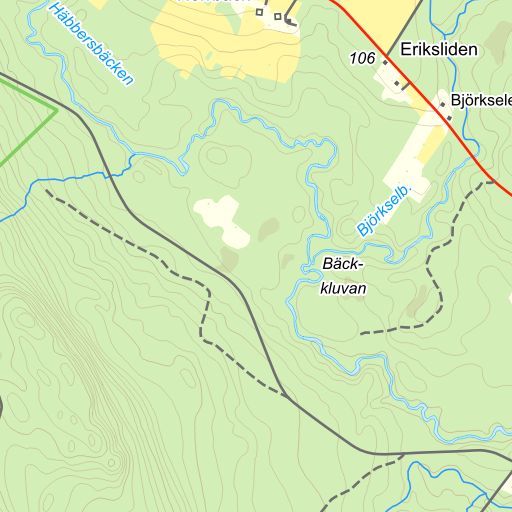 Häbbersbäcken
106
Eriksliden
Björksele
Björkselb.
Bäck-
kluvan